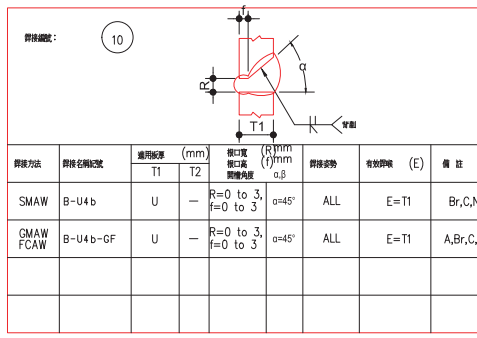 f
銲接編號：
10
α
R
背剷
T1
銲接方法
銲接名稱記號
適用板厚 (mm)
T1
T2
根口寬 (R)mm
根口高 (f)mm
開槽角度 α,β
銲接姿勢
有效銲喉 (E)
備 註
SMAW
B-U4b
U
—
R=0 to 3,
f=0 to 3
α=45°
ALL
E=T1
Br,C,N
GMAW
FCAW
B-U4b-GF
U
—
R=0 to 3,
f=0 to 3
α=45°
ALL
E=T1
A,Br,C,